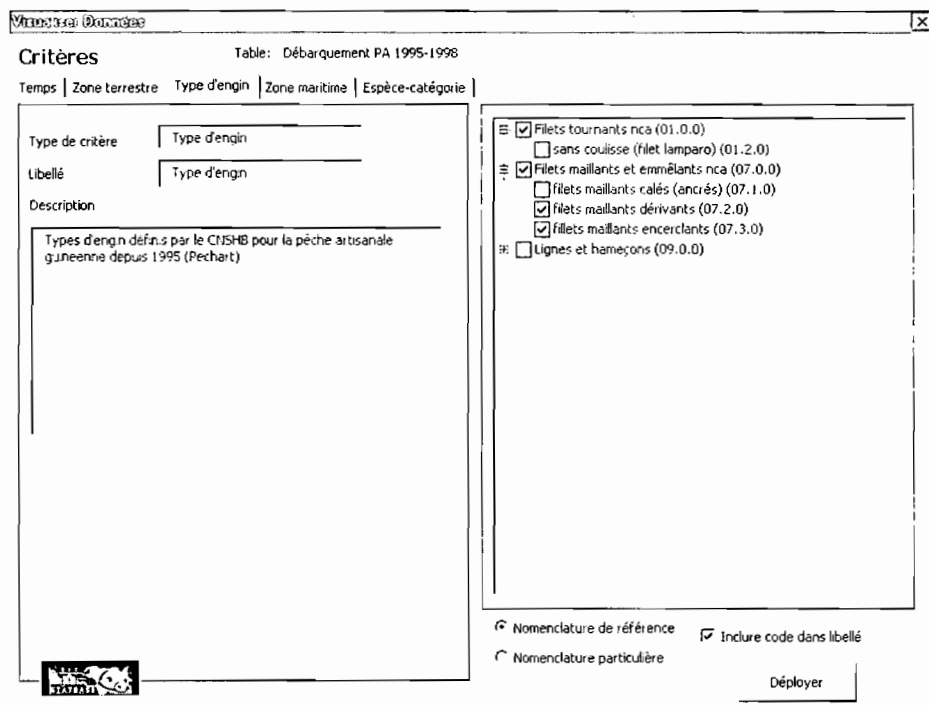 Visualiser Données
Critères
Table: Débarquement PA 1995-1998
Temps | Zone terrestre Type d'engin | Zone maritime | Espèce-catégorie |
Type de critère Type d'engin
Libellé Type d'engin
Description
Types d'engin définis par le CNSHB pour la pêche artisanale
guineenne depuis 1995 (Pechart)
Filets tournants nca (01.0.0)
sans coulisse (filet lamparo) (01.2.0)
Filets maillants et emmêlants nca (07.0.0)
filets maillants calés (ancrés) (07.1.0)
filets maillants dérivants (07.2.0)
fillets maillants encerclants (07.3.0)
Lignes et hameçons (09.0.0)
Nomenclature de référence
Inclure code dans libellé
Nomenclature particulière
Déployer